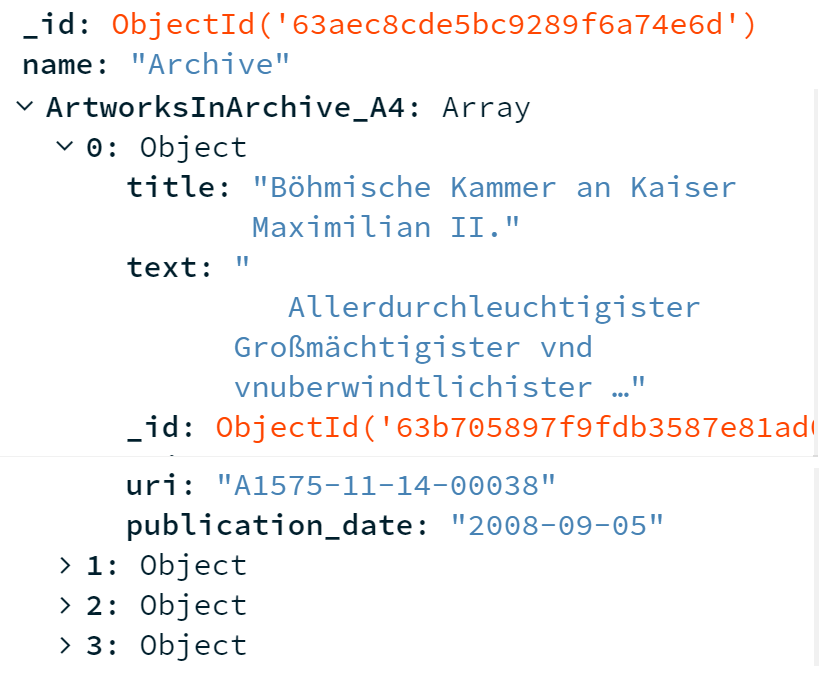 _id: ObjectId('63aec8cde5bc9289f6a74e6d')
name: "Archive"
ArtworksInArchive_A4: Array
0: Object
title: "Böhmische Kammer an Kaiser
Maximilian II."
text: "
Allerdurchleuchtigister
Großmächtigister vnd
vnuberwindtlichister …"
_id: ObjectId('63b705897f9fdb3587e81ad
uri: "A1575-11-14-00038"
publication_date: "2008-09-05"
1: Object
2: Object
3: Object